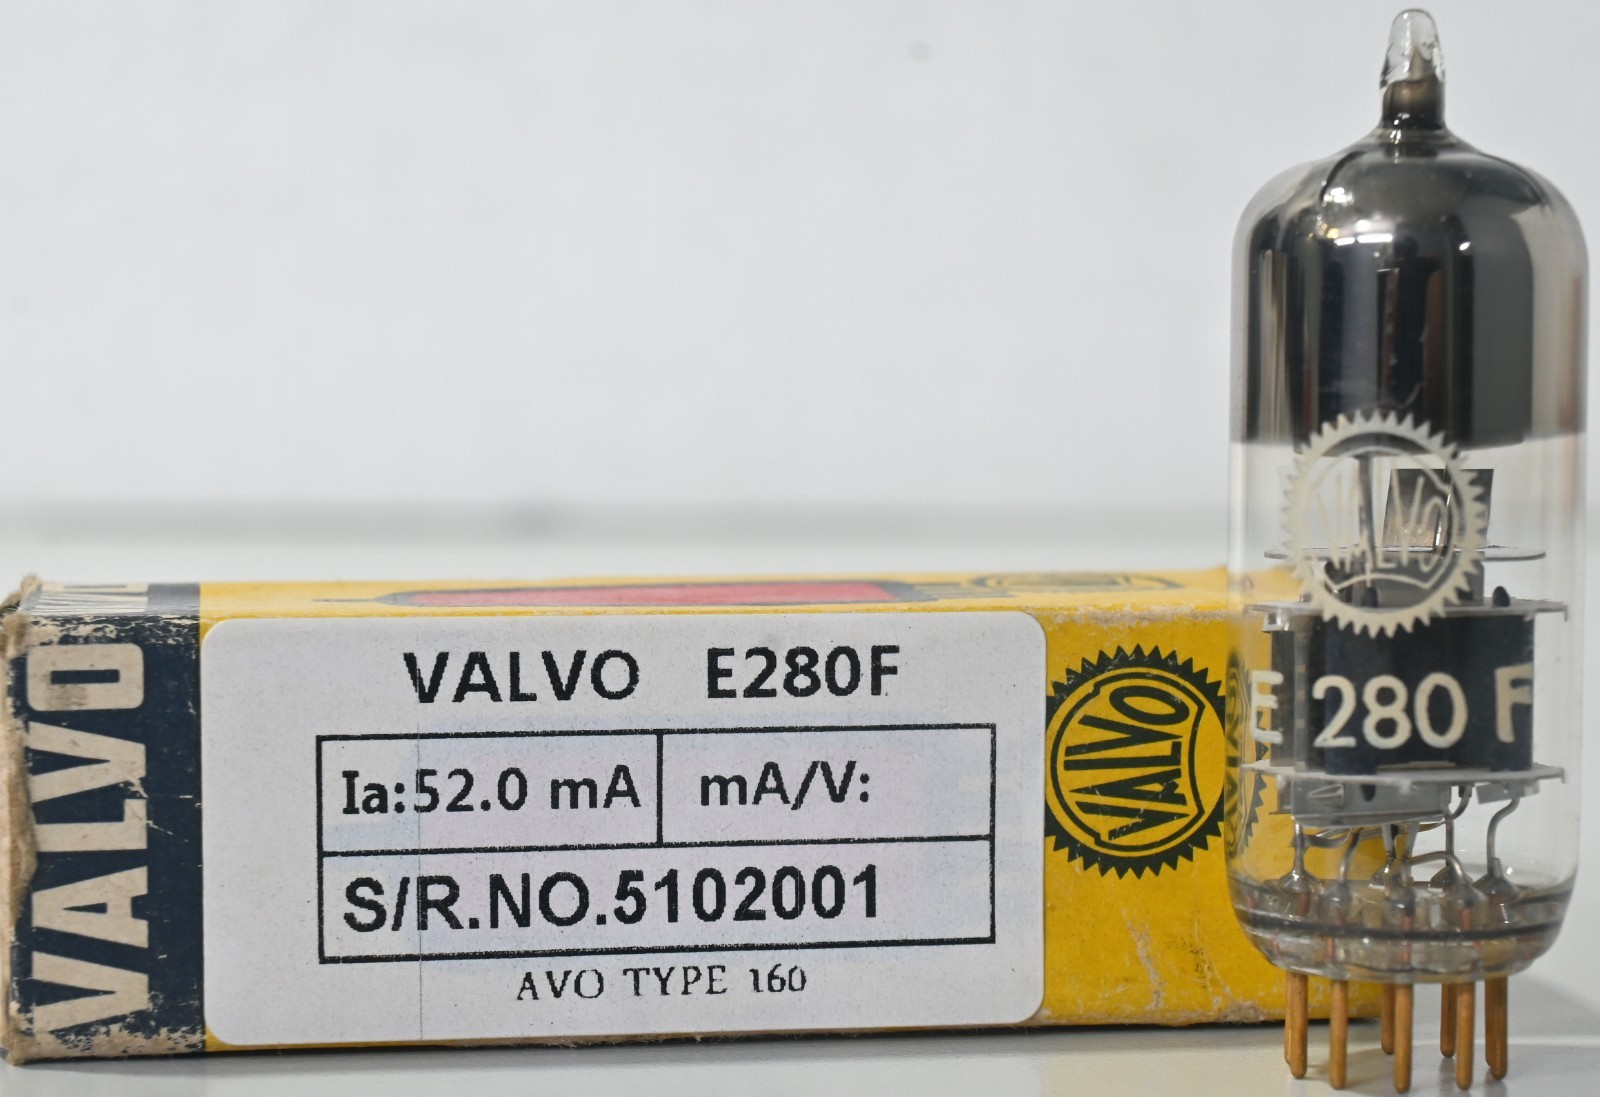 VALVO
VALVO E280F
Ia:52.0 mA
mA/V:
S/R.NO.5102001
AVO TYPE 160
VALVO
VALVO
E 280 F